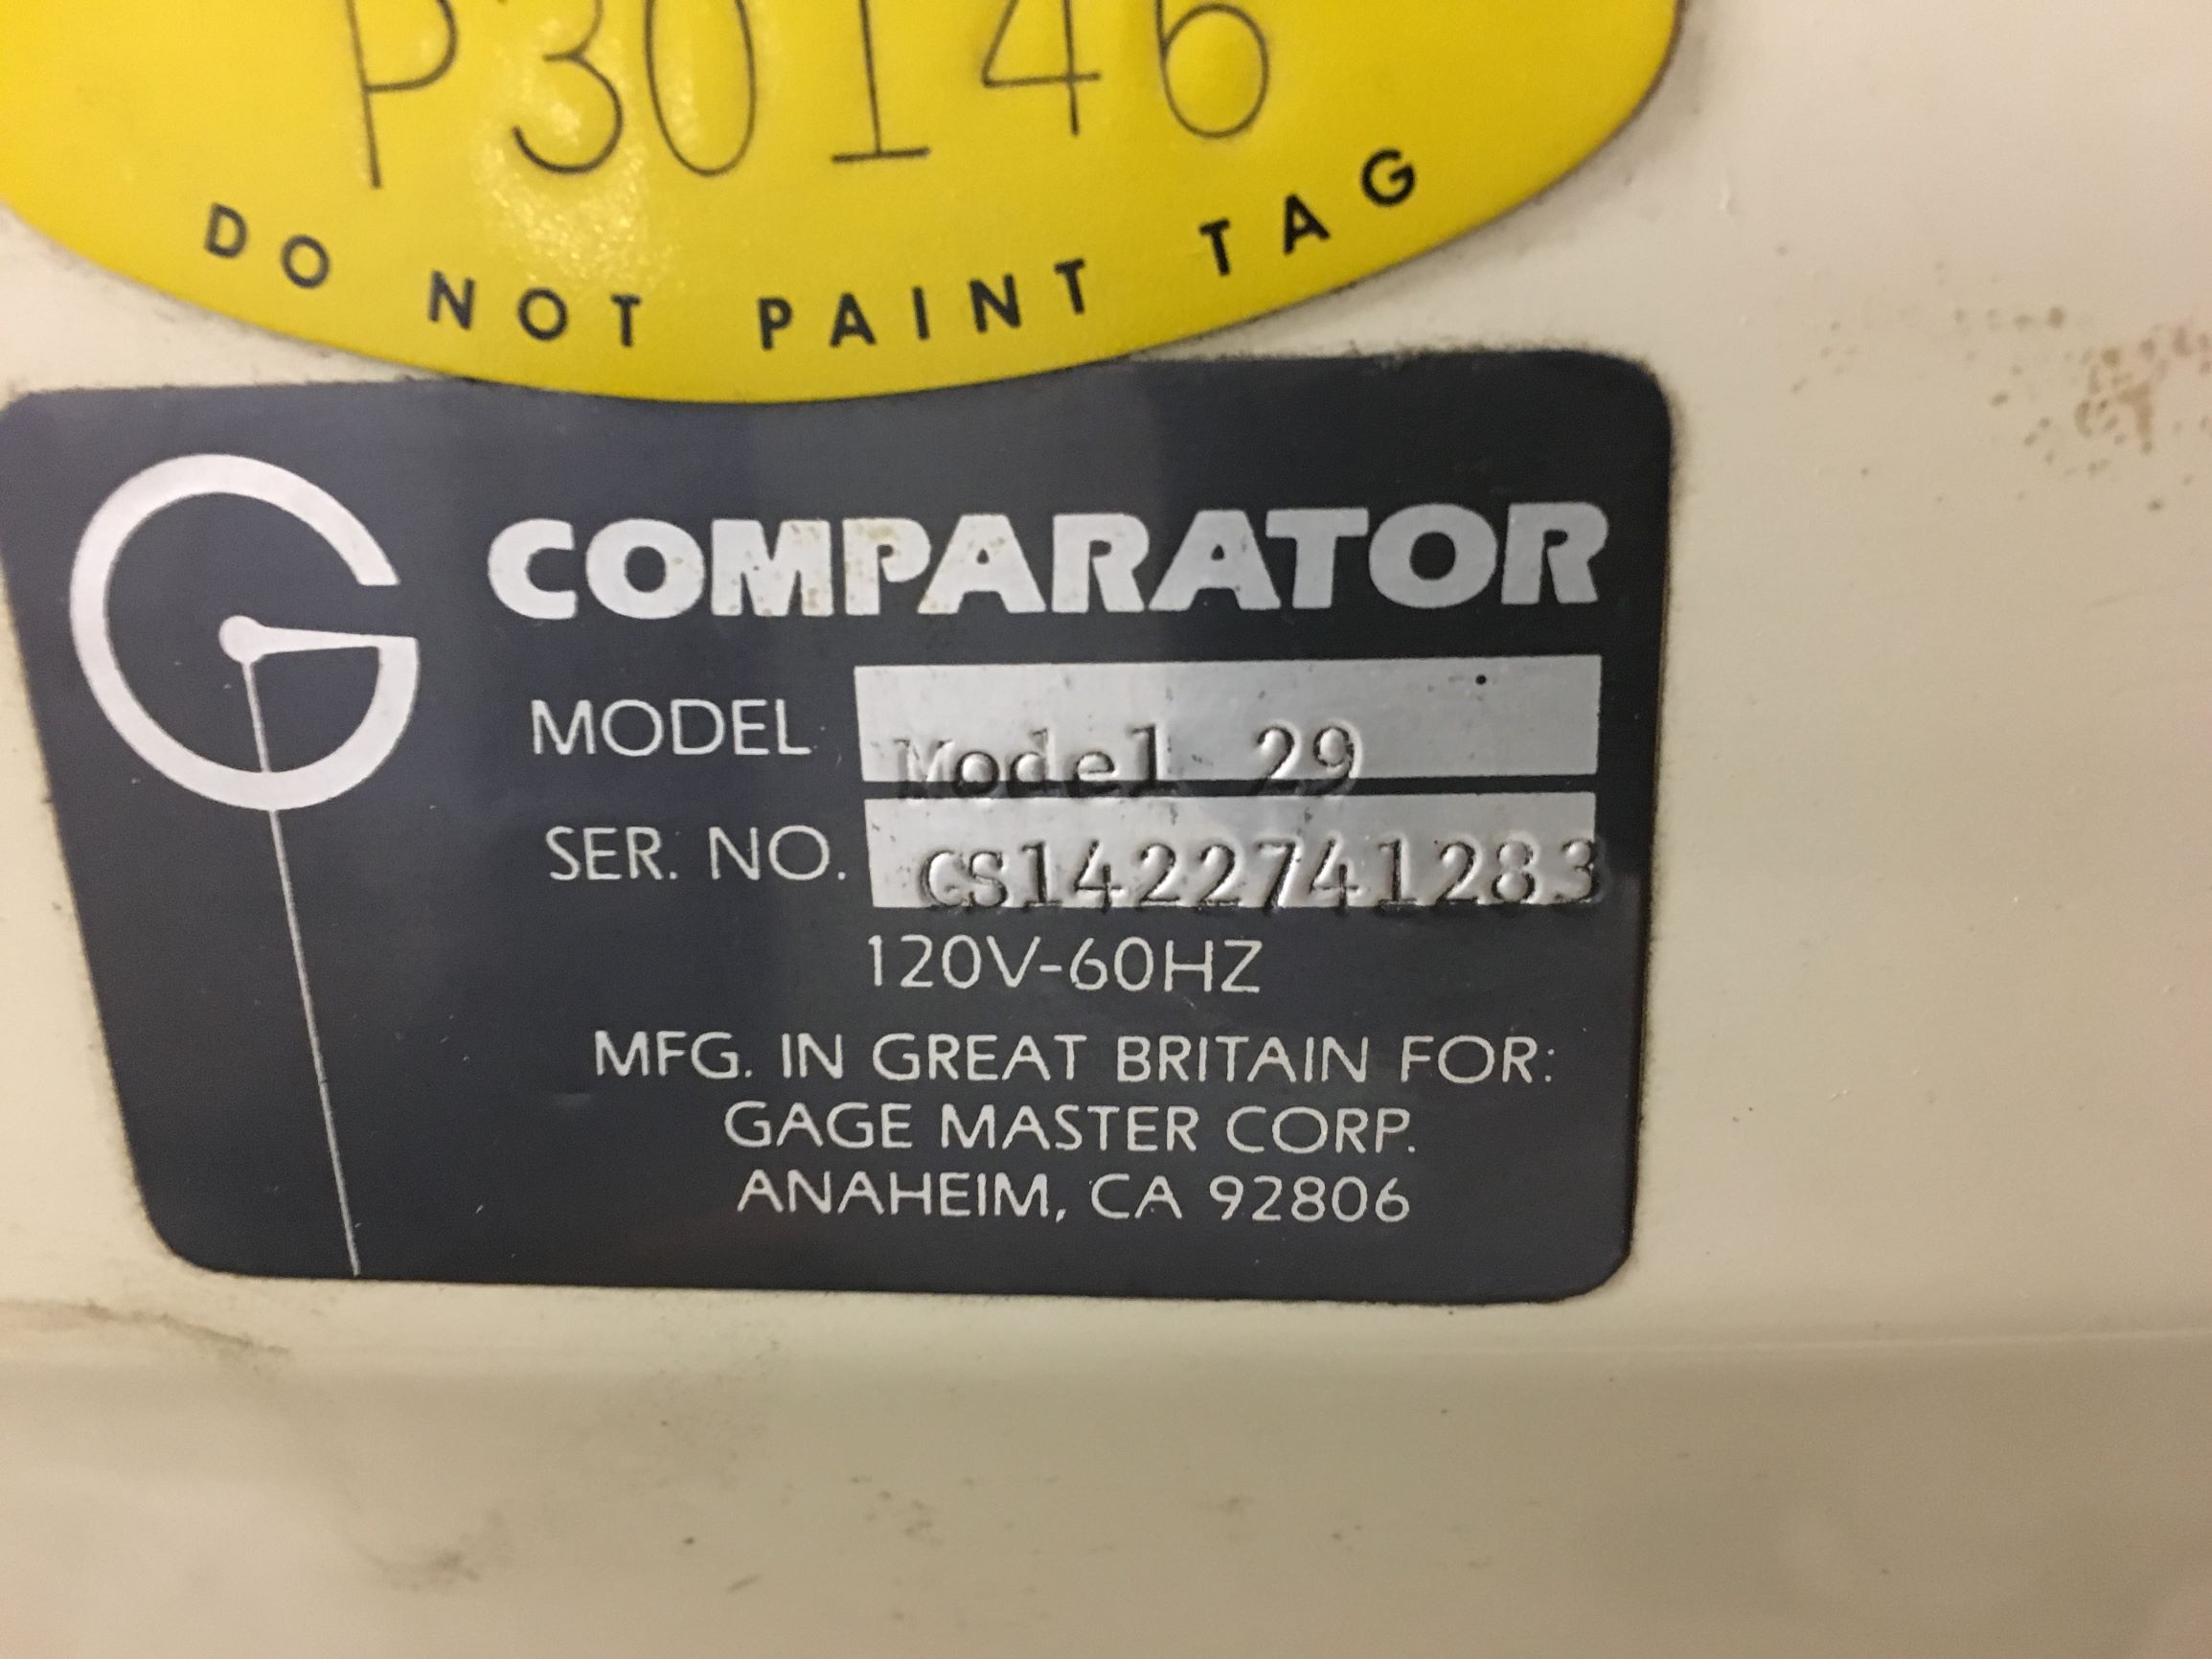 P30146
DO NOT PAINT TAG
COMPARATOR
MODEL Model 29
SER. NO. CS1422741283
120V-60HZ
MFG. IN GREAT BRITAIN FOR:
GAGE MASTER CORP.
ANAHEIM, CA 92806